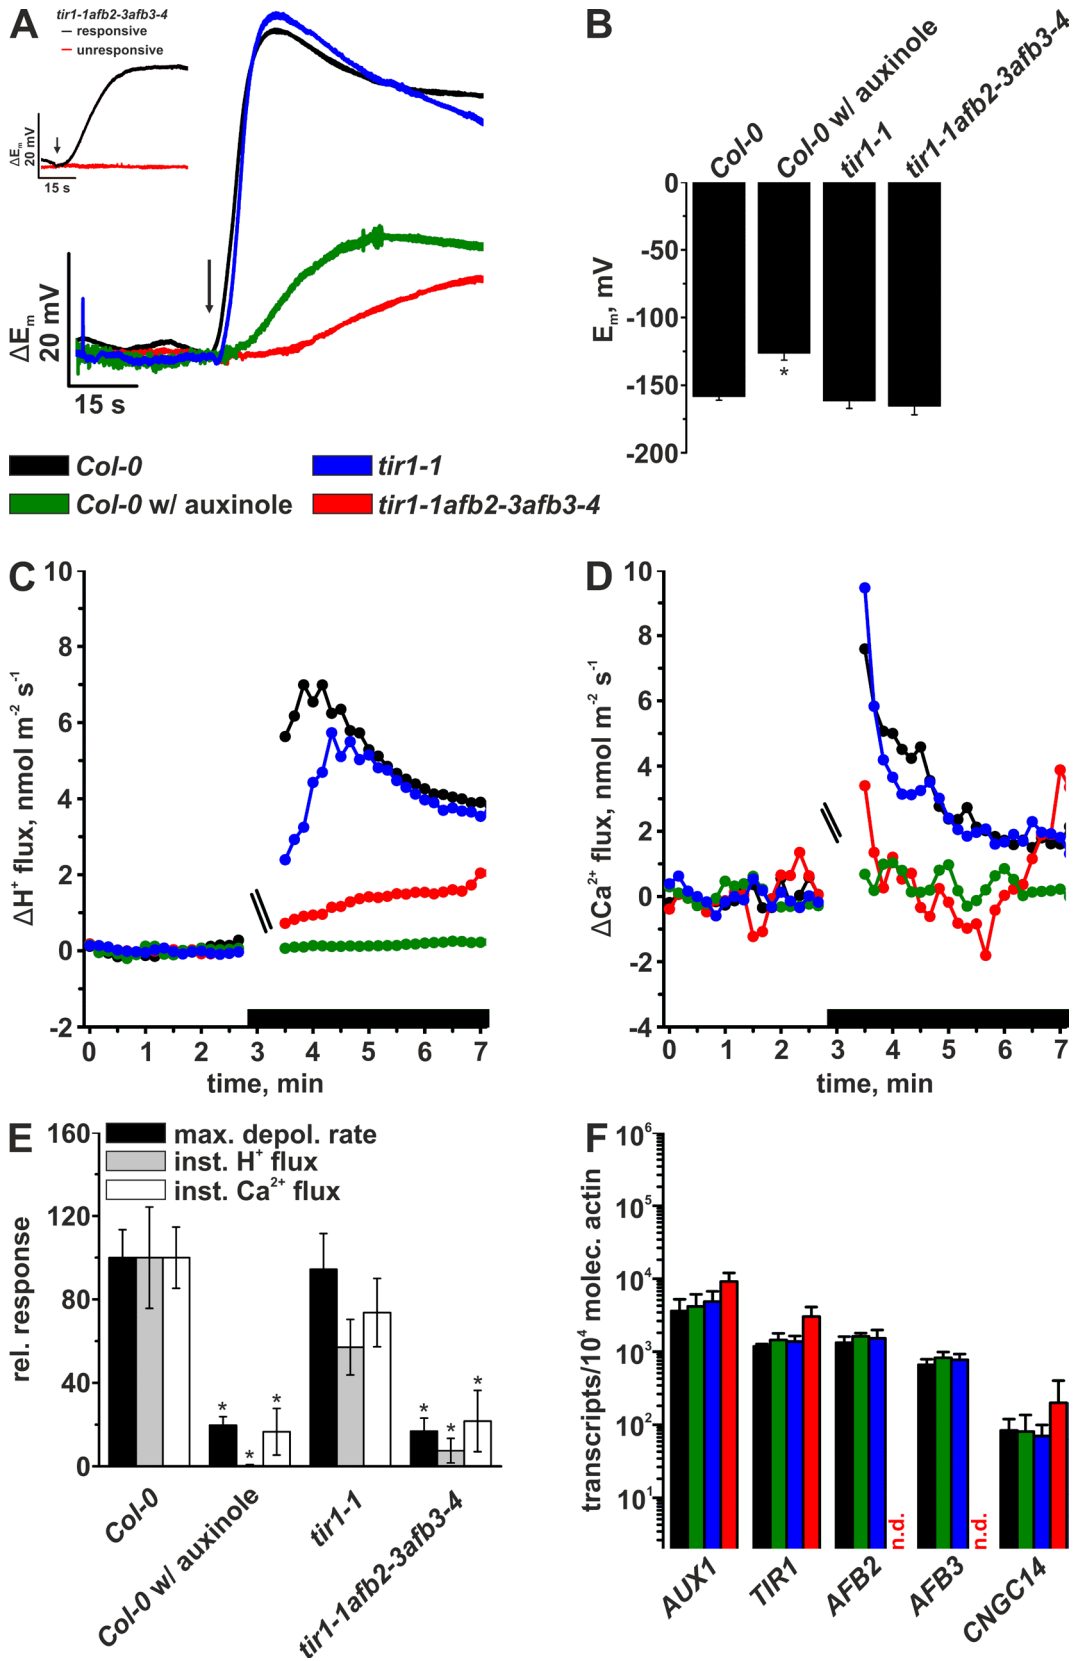 A
tir1-1afb2-3afb3-4
responsive
unresponsive
ΔEm
20 mV
15 s
ΔEm
20 mV
15 s
B
Col-0
Col-0 w/ auxinole
tir1-1
tir1-1afb2-3afb3-4
0
-50
-100
-150
-200
Em, mV
*
Col-0
tir1-1
Col-0 w/ auxinole
tir1-1afb2-3afb3-4
C
10
8
6
4
2
0
-2
ΔH⁺ flux, nmol m⁻² s⁻¹
0 1 2 3 4 5 6 7
time, min
D
10
8
6
4
2
0
-2
-4
ΔCa²⁺ flux, nmol m⁻² s⁻¹
0 1 2 3 4 5 6 7
time, min
E
160
120
80
40
0
rel. response
max. depol. rate
inst. H⁺ flux
inst. Ca²⁺ flux
* * * * * *
Col-0
Col-0 w/ auxinole
tir1-1
tir1-1afb2-3afb3-4
F
10⁶
10⁵
10⁴
10³
10²
10¹
transcripts/10⁴ molec. actin
n.d.
n.d.
AUX1
TIR1
AFB2
AFB3
CNGC14